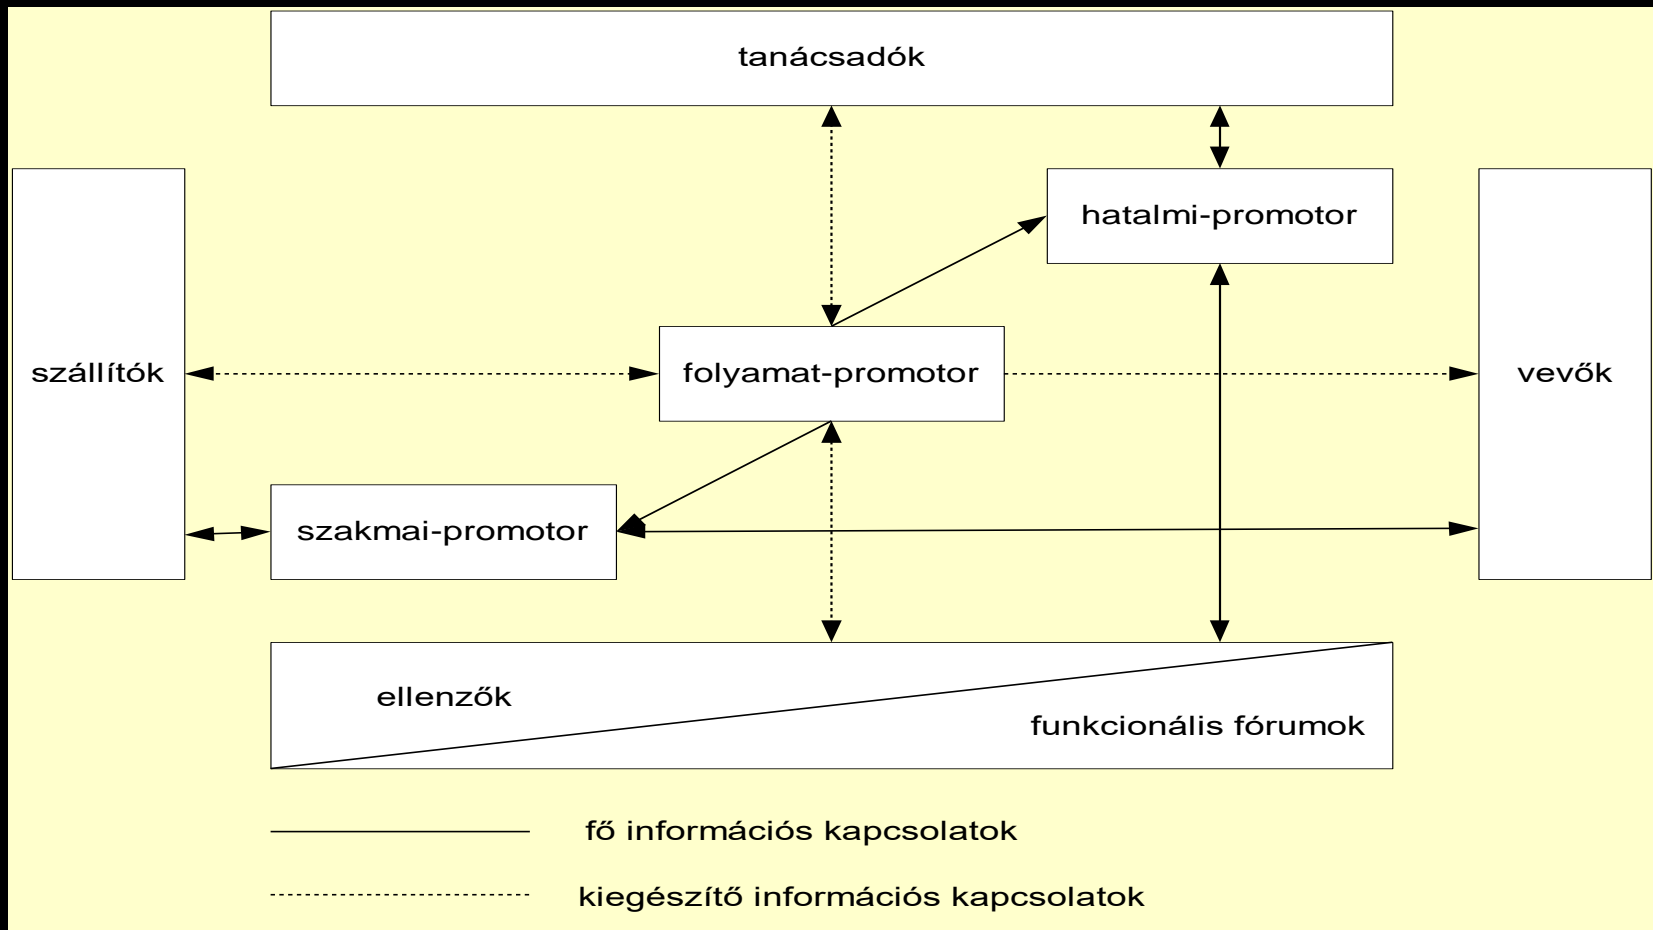 tanácsadók
hatalmi-promotor
szállítók
folyamat-promotor
vevők
szakmai-promotor
ellenzők
funkcionális fórumok
fő információs kapcsolatok
kiegészítő információs kapcsolatok